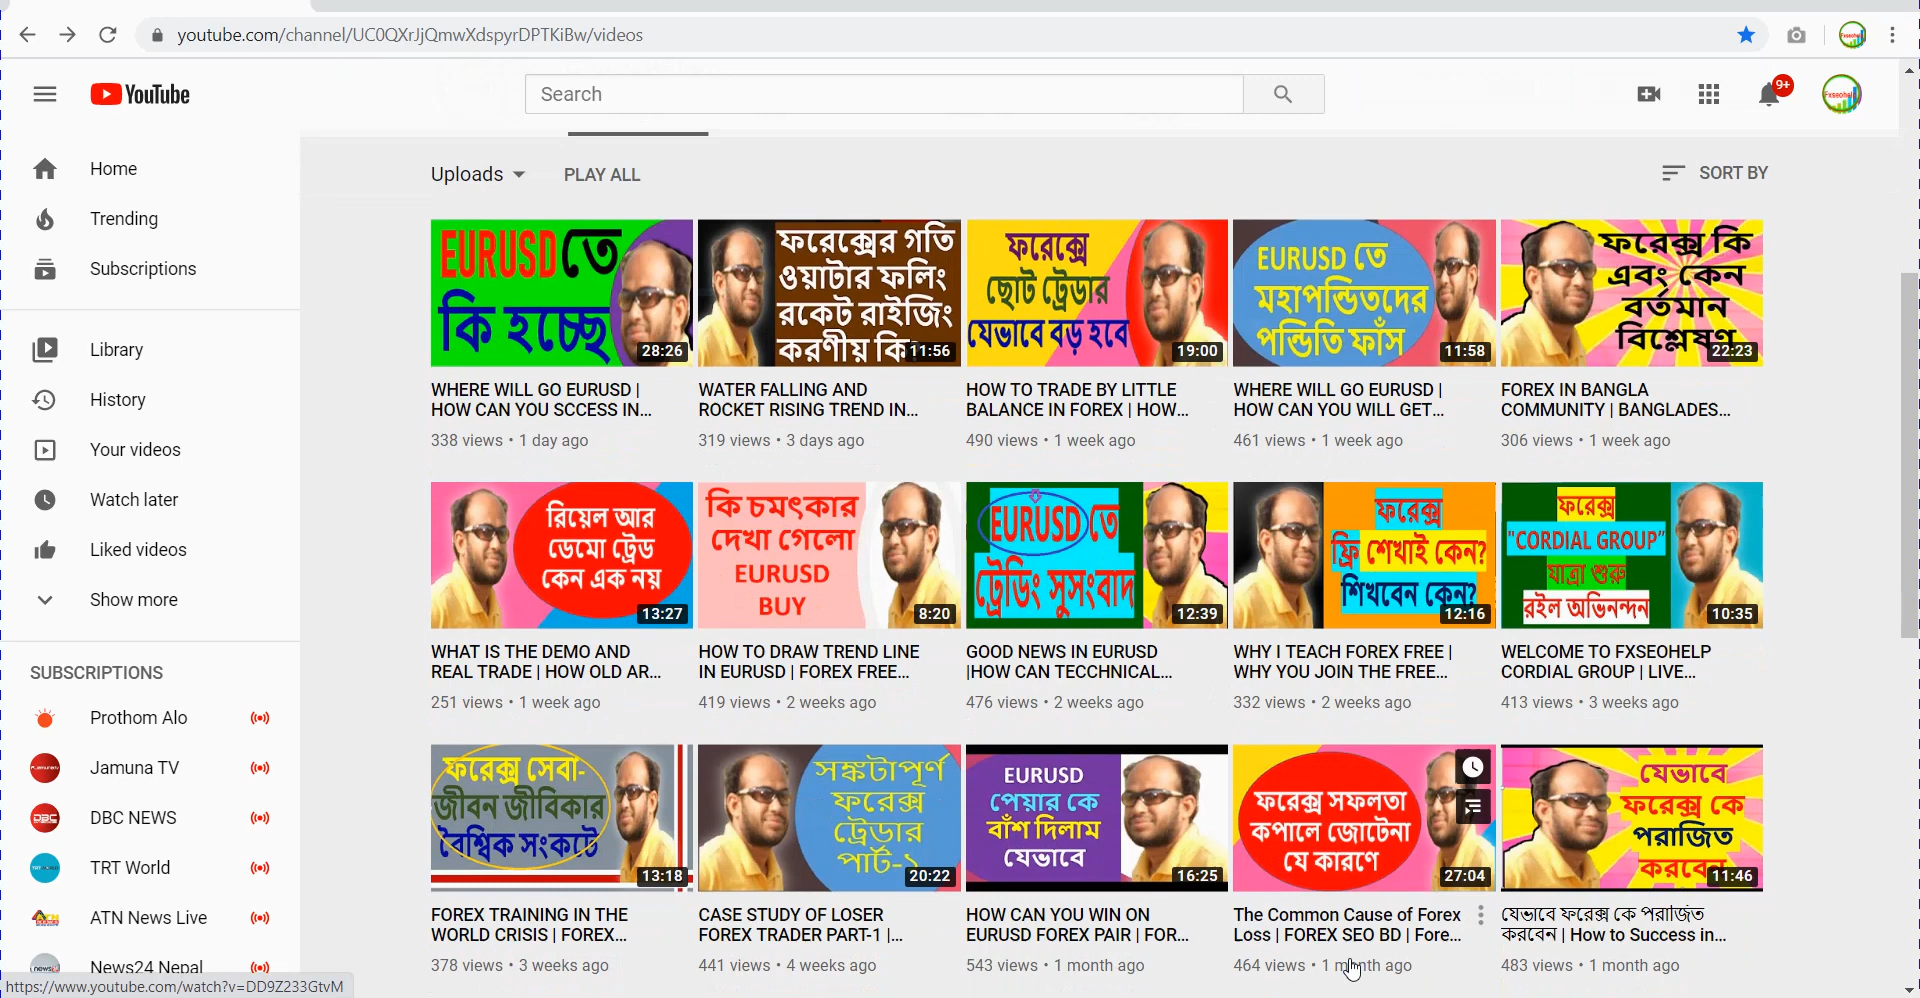 youtube.com/channel/UC0QXrJjQmwXdspyrDPTKiBw/videos
YouTube
Search
9+
Home
Trending
Subscriptions
Library
History
Your videos
Watch later
Liked videos
Show more
SUBSCRIPTIONS
Prothom Alo
Jamuna TV
DBC NEWS
TRT World
ATN News Live
News24 Nepal
https://www.youtube.com/watch?v=DD9Z233GtvM
Uploads
PLAY ALL
SORT BY
EURUSDতে
কি হচ্ছে
28:26
WHERE WILL GO EURUSD |
HOW CAN YOU SCCESS IN...
338 views • 1 day ago
ফরেক্সের গতি
ওয়াটার ফলিং
রকেট রাইজিং
করণীয় কি
11:56
WATER FALLING AND
ROCKET RISING TREND IN...
319 views • 3 days ago
ফরেক্সে
ছোট ট্রেডার
যেভাবে বড় হবে
19:00
HOW TO TRADE BY LITTLE
BALANCE IN FOREX | HOW...
490 views • 1 week ago
EURUSD তে
মহাপন্ডিতদের
পন্ডিতি ফাঁস
11:58
WHERE WILL GO EURUSD |
HOW CAN YOU WILL GET...
461 views • 1 week ago
ফরেক্স কি
এবং কেন
বর্তমান
বিশ্লেষণ
22:23
FOREX IN BANGLA
COMMUNITY | BANGLADES...
306 views • 1 week ago
রিয়েল আর
ডেমো ট্রেড
কেন এক নয়
13:27
WHAT IS THE DEMO AND
REAL TRADE | HOW OLD AR...
251 views • 1 week ago
কি চমৎকার
দেখা গেলো
EURUSD
BUY
8:20
HOW TO DRAW TREND LINE
IN EURUSD | FOREX FREE...
419 views • 2 weeks ago
EURUSD তে
ট্রেডিং সুসংবাদ
12:39
GOOD NEWS IN EURUSD
|HOW CAN TECCHNICAL...
476 views • 2 weeks ago
ফরেক্স
ফ্রি শেখাই কেন?
শিখবেন কেন?
12:16
WHY I TEACH FOREX FREE |
WHY YOU JOIN THE FREE...
332 views • 2 weeks ago
ফরেক্স
"CORDIAL GROUP"
যাত্রা শুরু
রইল অভিনন্দন
10:35
WELCOME TO FXSEOHELP
CORDIAL GROUP | LIVE...
413 views • 3 weeks ago
ফরেক্স সেবা-
জীবন জীবিকার
বৈশ্বিক সংকটে
13:18
FOREX TRAINING IN THE
WORLD CRISIS | FOREX...
378 views • 3 weeks ago
সঙ্কটাপূর্ণ
ফরেক্স
ট্রেডার
পার্ট-১
20:22
CASE STUDY OF LOSER
FOREX TRADER PART-1 |...
441 views • 4 weeks ago
EURUSD
পেয়ার কে
বাঁশ দিলাম
যেভাবে
16:25
HOW CAN YOU WIN ON
EURUSD FOREX PAIR | FOR...
543 views • 1 month ago
ফরেক্স সফলতা
কপালে জোটেনা
যে কারণে
27:04
The Common Cause of Forex
Loss | FOREX SEO BD | Fore...
464 views • 1 month ago
যেভাবে
ফরেক্স কে
পরাজিত
করবেন
11:46
যেভাবে ফরেক্স কে পরাজিত
করবেন | How to Success in...
483 views • 1 month ago